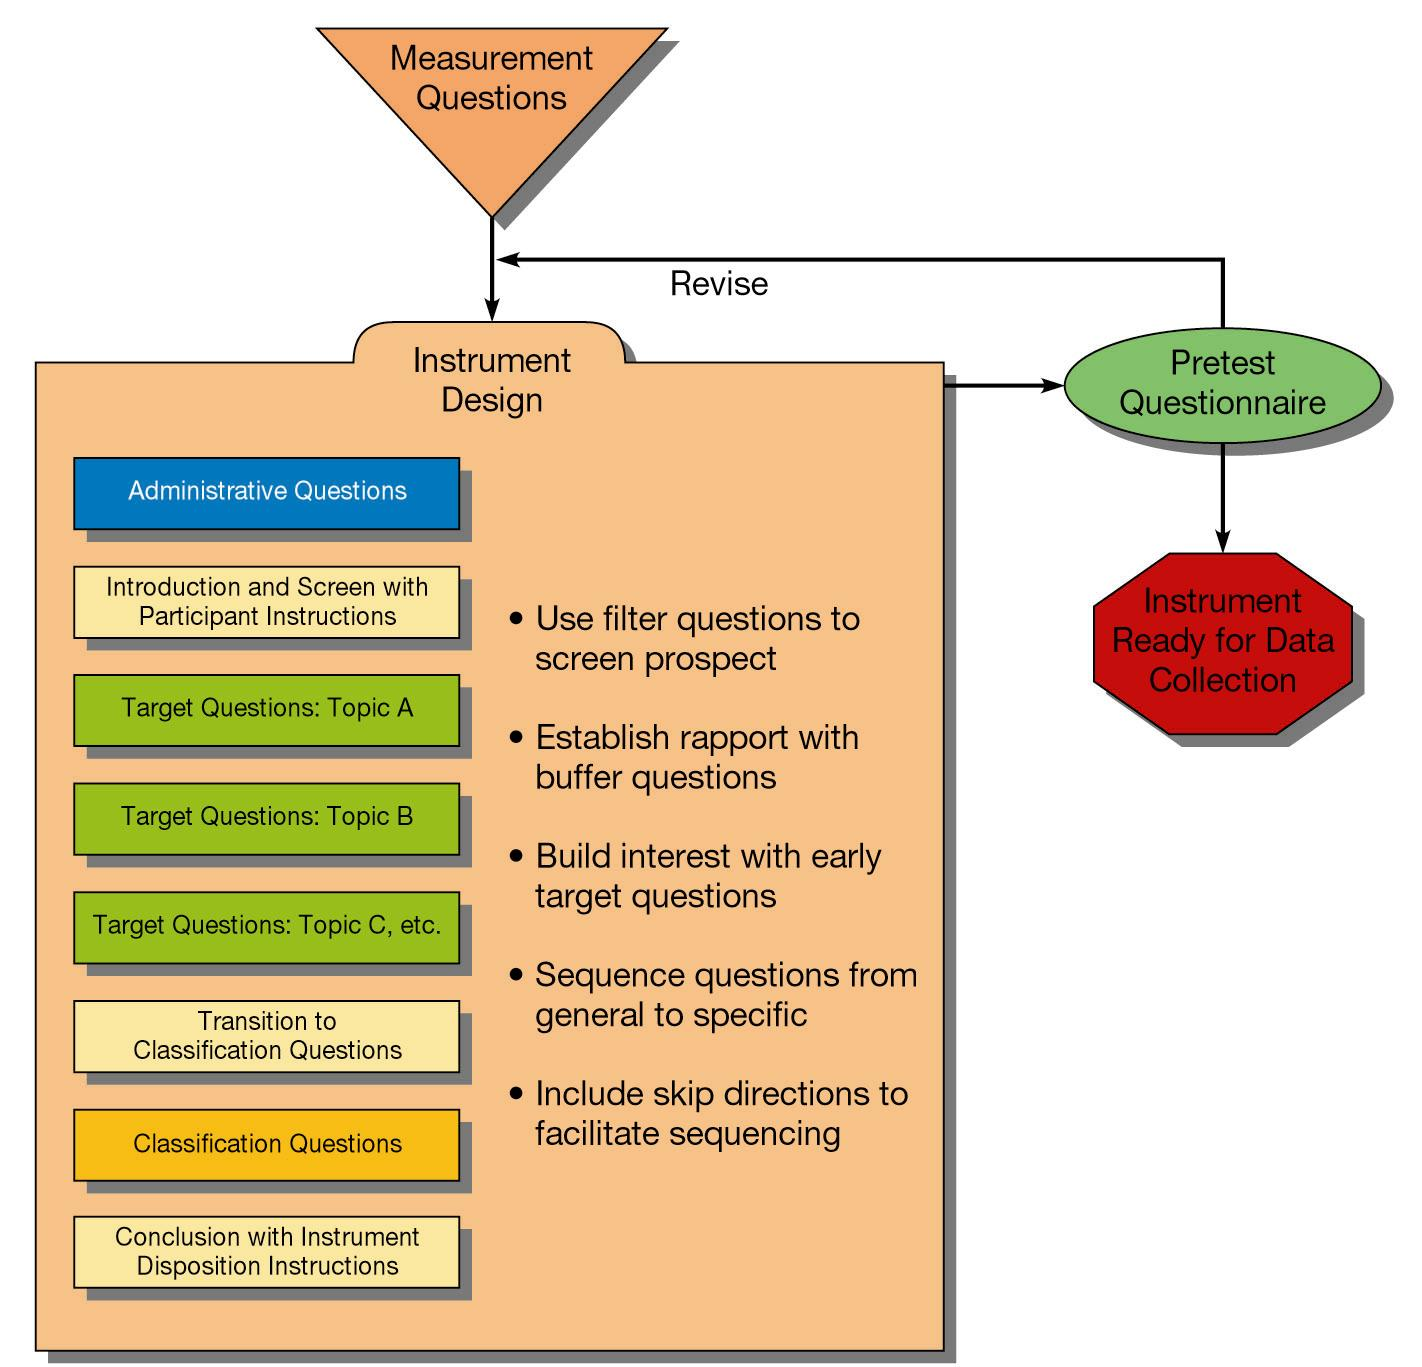 Measurement
Questions
Revise
Instrument
Design
Pretest
Questionnaire
Administrative Questions
Introduction and Screen with
Participant Instructions
Target Questions: Topic A
Target Questions: Topic B
Target Questions: Topic C, etc.
Transition to
Classification Questions
Classification Questions
Conclusion with Instrument
Disposition Instructions
• Use filter questions to
screen prospect
• Establish rapport with
buffer questions
• Build interest with early
target questions
• Sequence questions from
general to specific
• Include skip directions to
facilitate sequencing
Instrument
Ready for Data
Collection